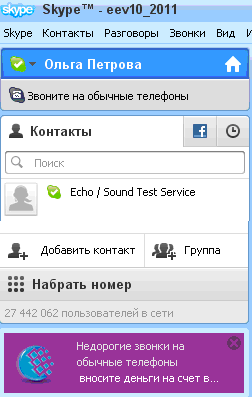 skype Skype™ - eev10_2011
Skype Контакты Разговоры Звонки Вид
Ольга Петрова
Звоните на обычные телефоны
Контакты
Поиск
Echo / Sound Test Service
Добавить контакт Группа
Набрать номер
27 442 062 пользователей в сети
Недорогие звонки на
обычные телефоны
вносите деньги на счет в...